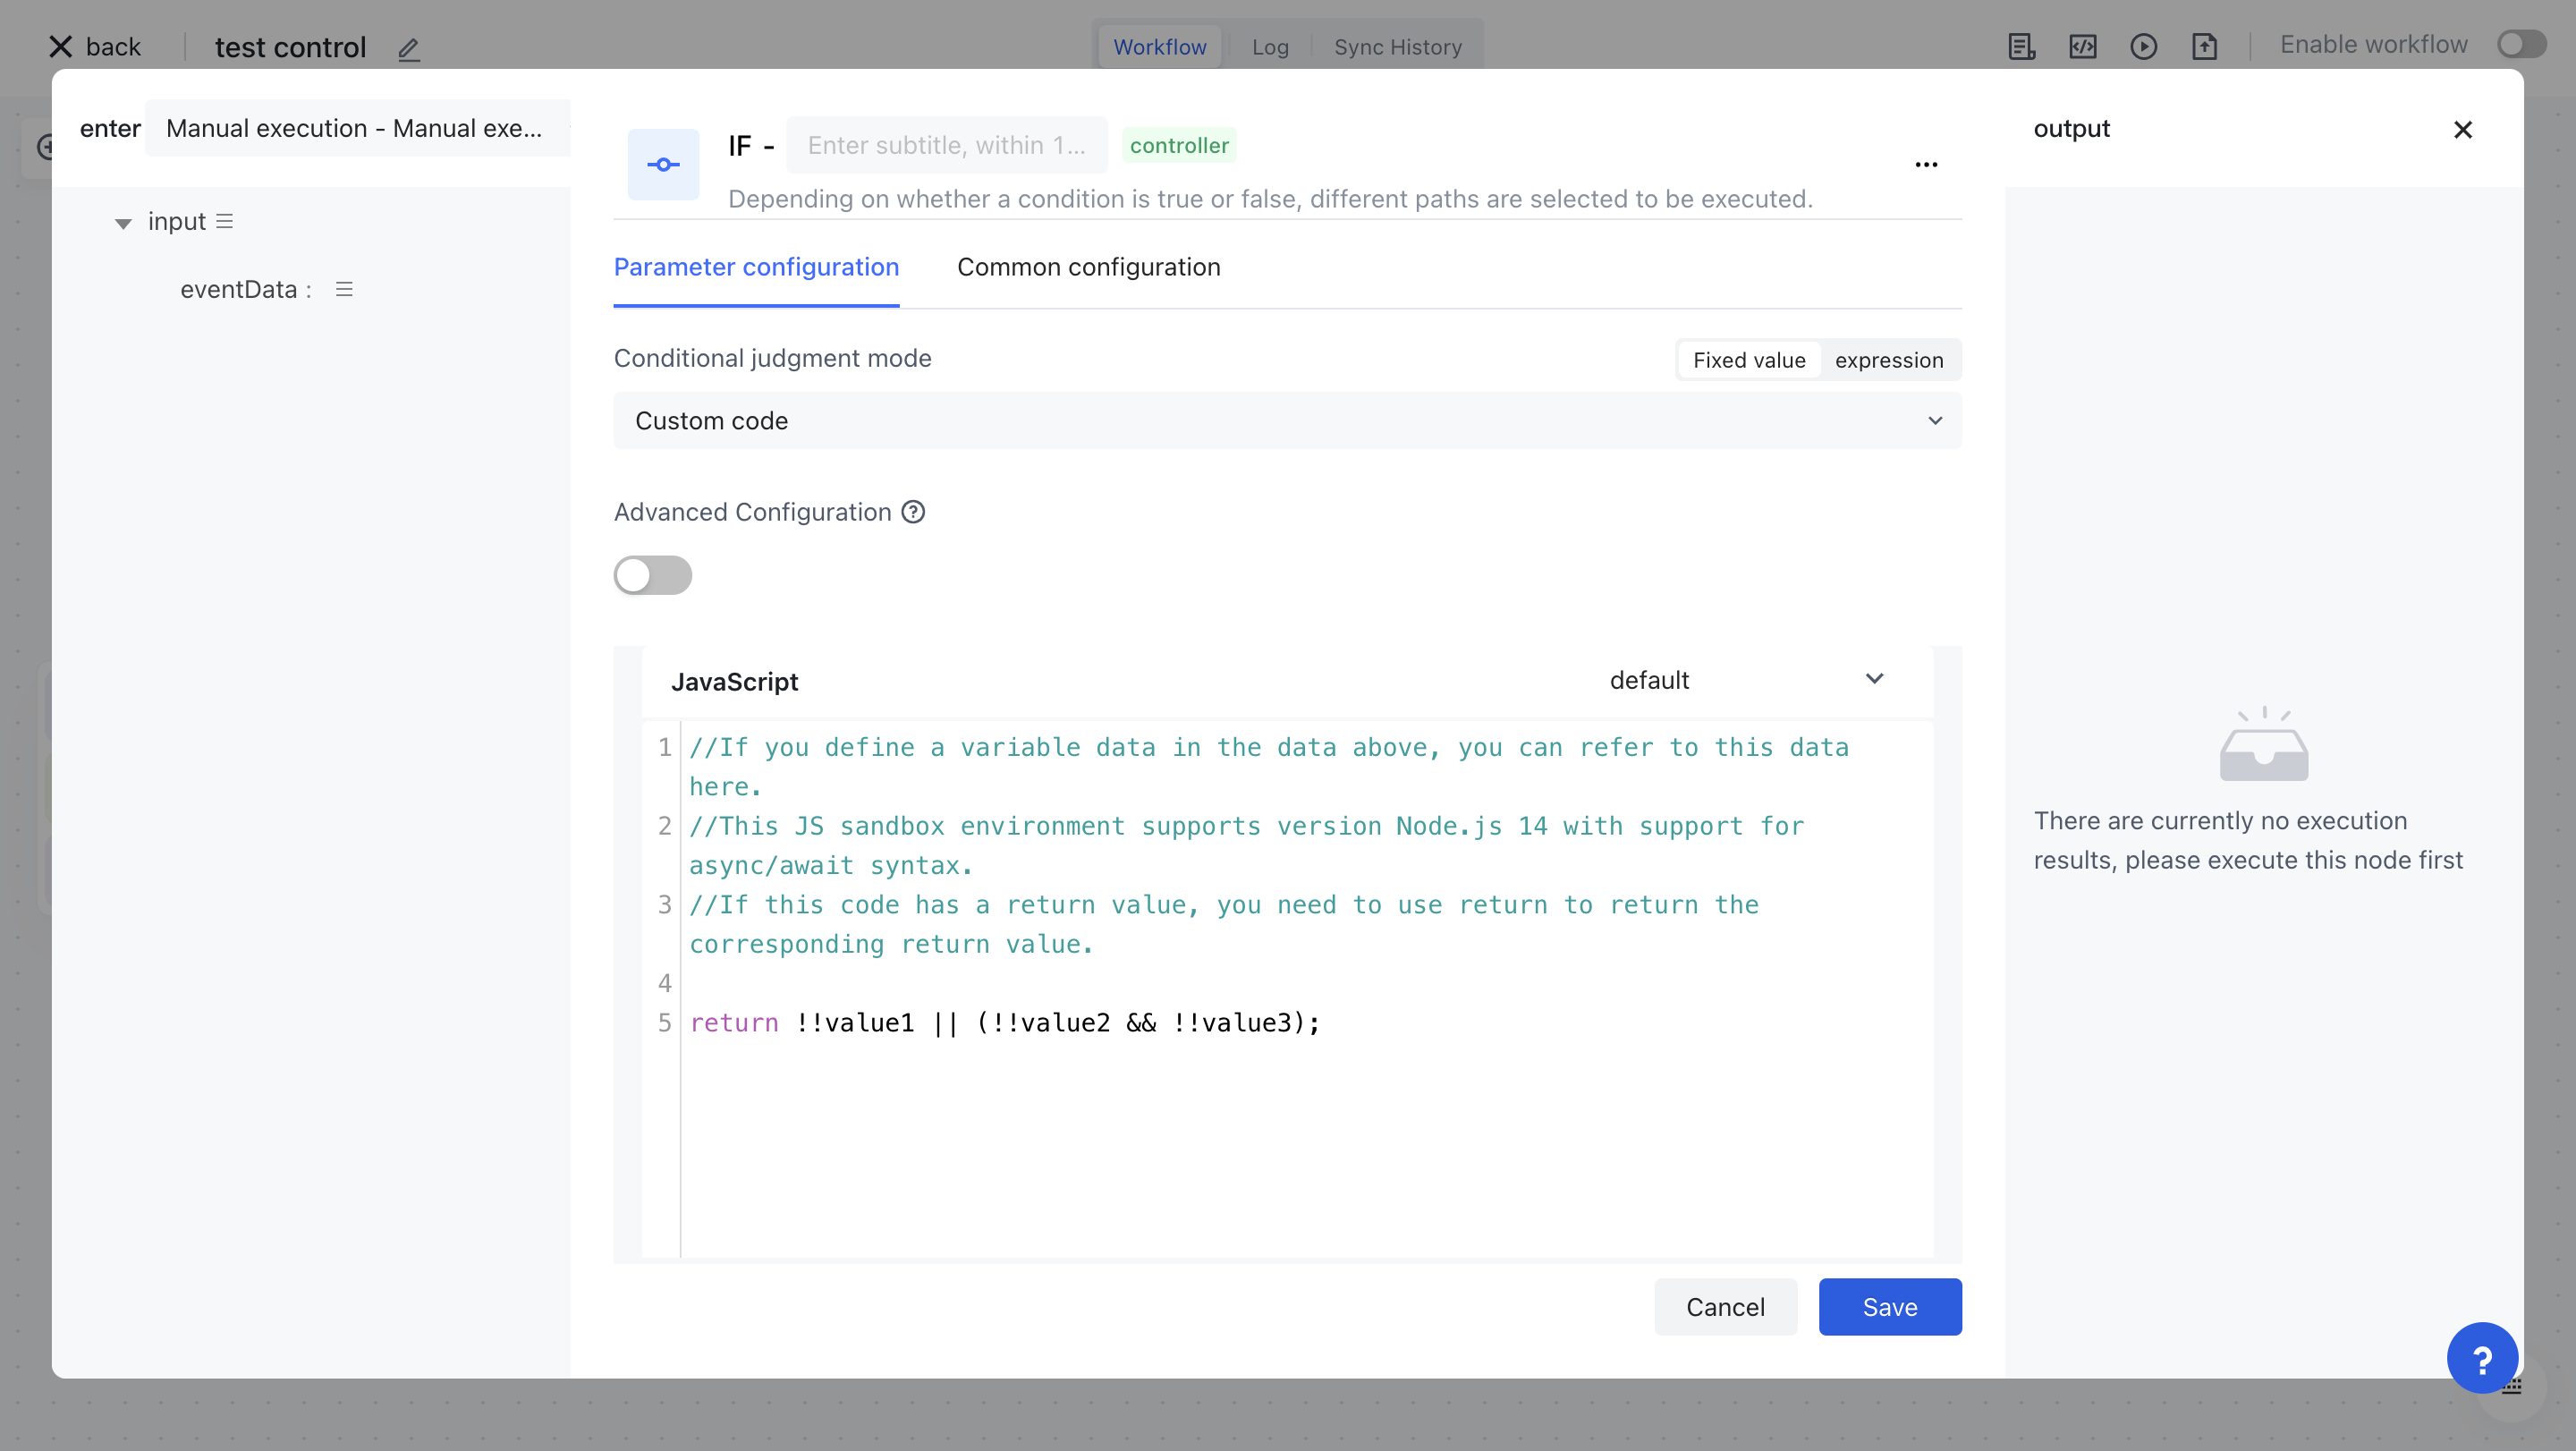 back
test control
Workflow
Log
Sync History
Enable workflow
enter
Manual execution - Manual exe...
input
eventData :
IF -
Enter subtitle, within 1...
controller
Depending on whether a condition is true or false, different paths are selected to be executed.
Parameter configuration
Common configuration
Conditional judgment mode
Fixed value
expression
Custom code
Advanced Configuration
JavaScript
default
1 //If you define a variable data in the data above, you can refer to this data
here.
2 //This JS sandbox environment supports version Node.js 14 with support for
async/await syntax.
3 //If this code has a return value, you need to use return to return the
corresponding return value.
4
5 return !!value1 || (!!value2 && !!value3);
Cancel
Save
output
There are currently no execution
results, please execute this node first
?